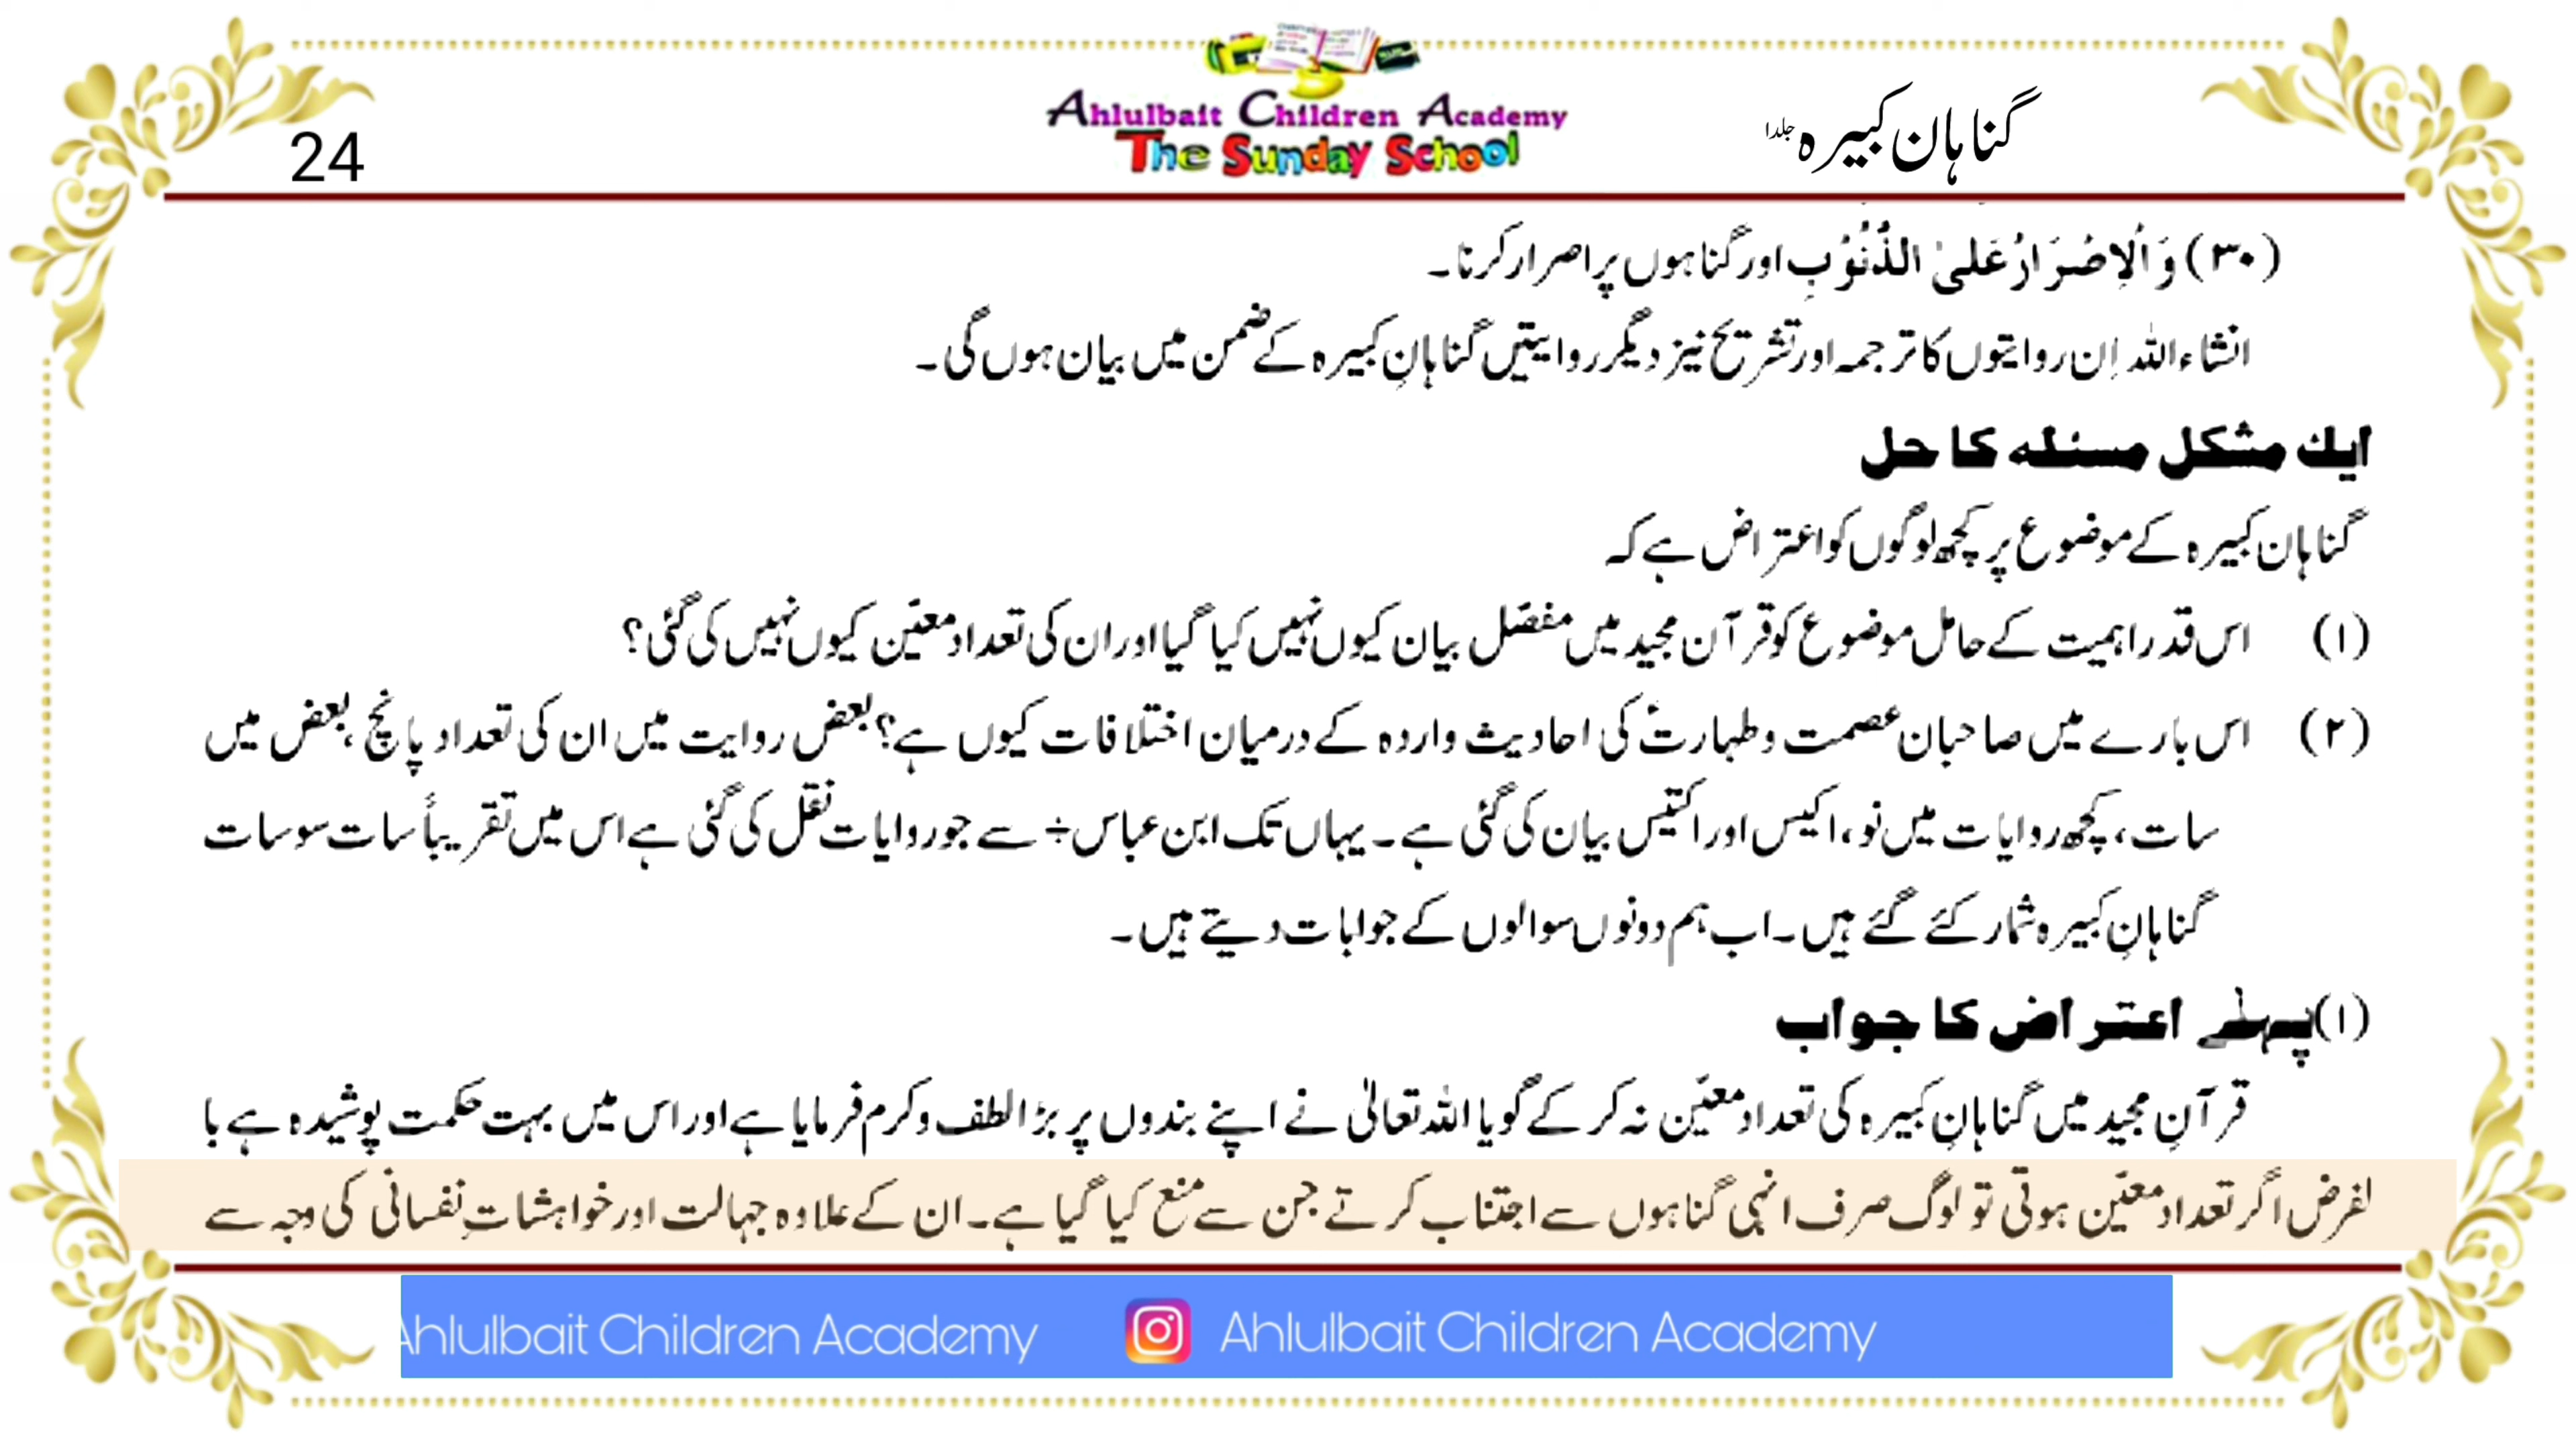 Ahlulbait Children Academy
The Sunday School
گناہان کبیرہ جلد۱
24
(۳۰) وَالْاِصْرَارُ عَلیٰ الذُّنُوْبِ اور گناہوں پر اصرار کرنا۔
انشاء اللہ اِن روایتوں کا ترجمہ اور تشریح نیز دیگر روایتیں گناہانِ کبیرہ کے ضمن میں بیان ہوں گی۔
ایک مشکل مسئلہ کا حل
گناہان کبیرہ کے موضوع پر کچھ لوگوں کو اعتراض ہے کہ
(۱) اس قدر اہمیت کے حامل موضوع کو قرآن مجید میں مفصّل بیان کیوں نہیں کیا گیا اور ان کی تعداد معیّن کیوں نہیں کی گئی؟
(۲) اس بارے میں صاحبان عصمت و طہارتؑ کی احادیث واردہ کے درمیان اختلافات کیوں ہے؟ بعض روایت میں ان کی تعداد پانچ، بعض میں
سات، کچھ روایات میں نو، اکیس اور اکتیس بیان کی گئی ہے۔ یہاں تک ابن عباس÷ سے جو روایات نقل کی گئی ہے اس میں تقریباً سات سو سات
گناہانِ کبیرہ شمار کئے گئے ہیں۔ اب ہم دونوں سوالوں کے جوابات دیتے ہیں۔
(۱) پہلے اعتراض کا جواب
قرآنِ مجید میں گناہانِ کبیرہ کی تعداد معیّن نہ کر کے گویا اللہ تعالیٰ نے اپنے بندوں پر بڑا لطف و کرم فرمایا ہے اور اس میں بہت حکمت پوشیدہ ہے با
لفرض اگر تعداد معیّن ہوتی تو لوگ صرف انہی گناہوں سے اجتناب کرتے جن سے منع کیا گیا ہے۔ ان کے علاوہ جہالت اور خواہشاتِ نفسانی کی وجہ سے
Ahlulbait Children Academy
Ahlulbait Children Academy